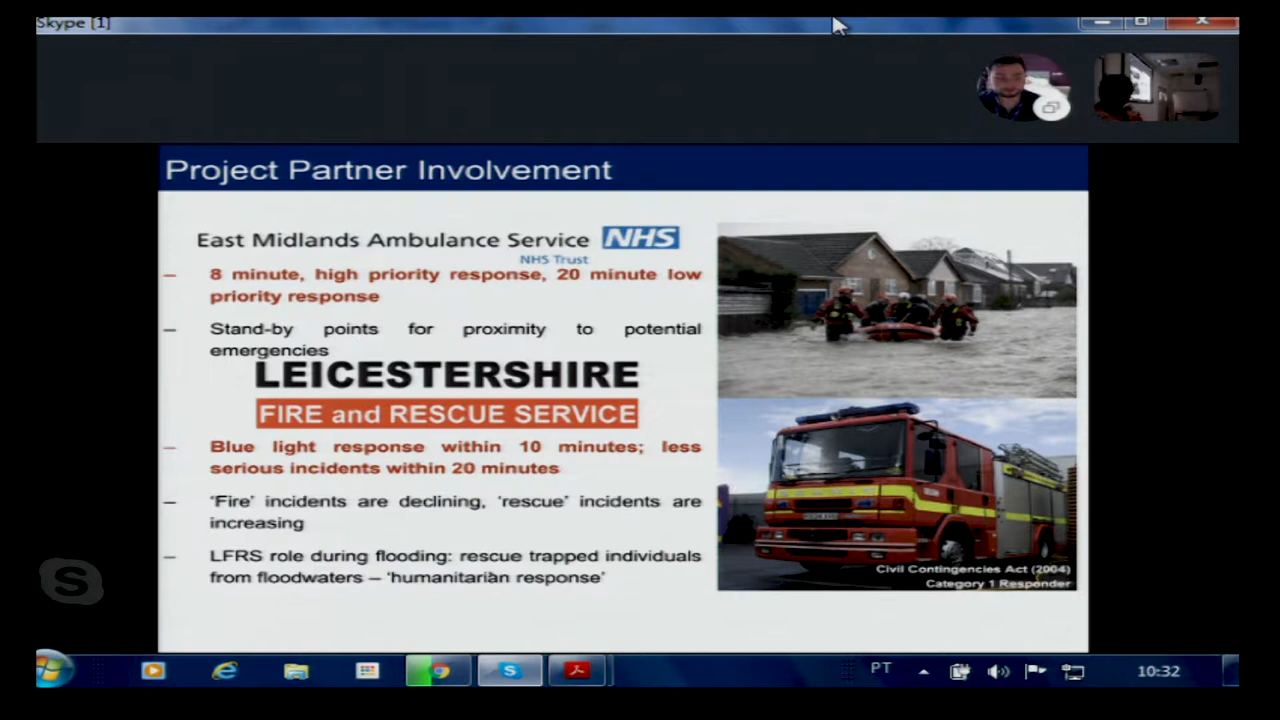 Skype [1]
Project Partner Involvement
East Midlands Ambulance Service NHS
NHS Trust
– 8 minute, high priority response, 20 minute low
priority response
– Stand-by points for proximity to potential
emergencies
LEICESTERSHIRE
FIRE and RESCUE SERVICE
– Blue light response within 10 minutes; less
serious incidents within 20 minutes
– ‘Fire’ incidents are declining, ‘rescue’ incidents are
increasing
– LFRS role during flooding: rescue trapped individuals
from floodwaters – ‘humanitarian response’
Civil Contingencies Act (2004)
Category 1 Responder
PT
10:32